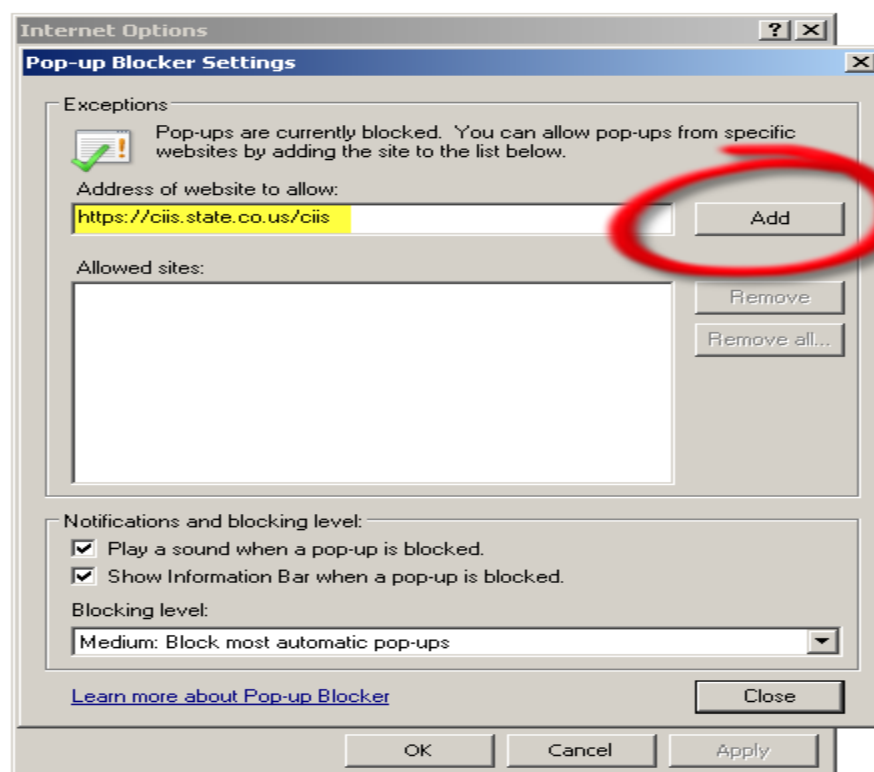 Internet Options
Pop-up Blocker Settings
Exceptions
Pop-ups are currently blocked. You can allow pop-ups from specific
websites by adding the site to the list below.
Address of website to allow:
https://ciis.state.co.us/ciis
Add
Allowed sites:
Remove
Remove all...
Notifications and blocking level:
Play a sound when a pop-up is blocked.
Show Information Bar when a pop-up is blocked.
Blocking level:
Medium: Block most automatic pop-ups
Learn more about Pop-up Blocker
Close
OK
Cancel
Apply